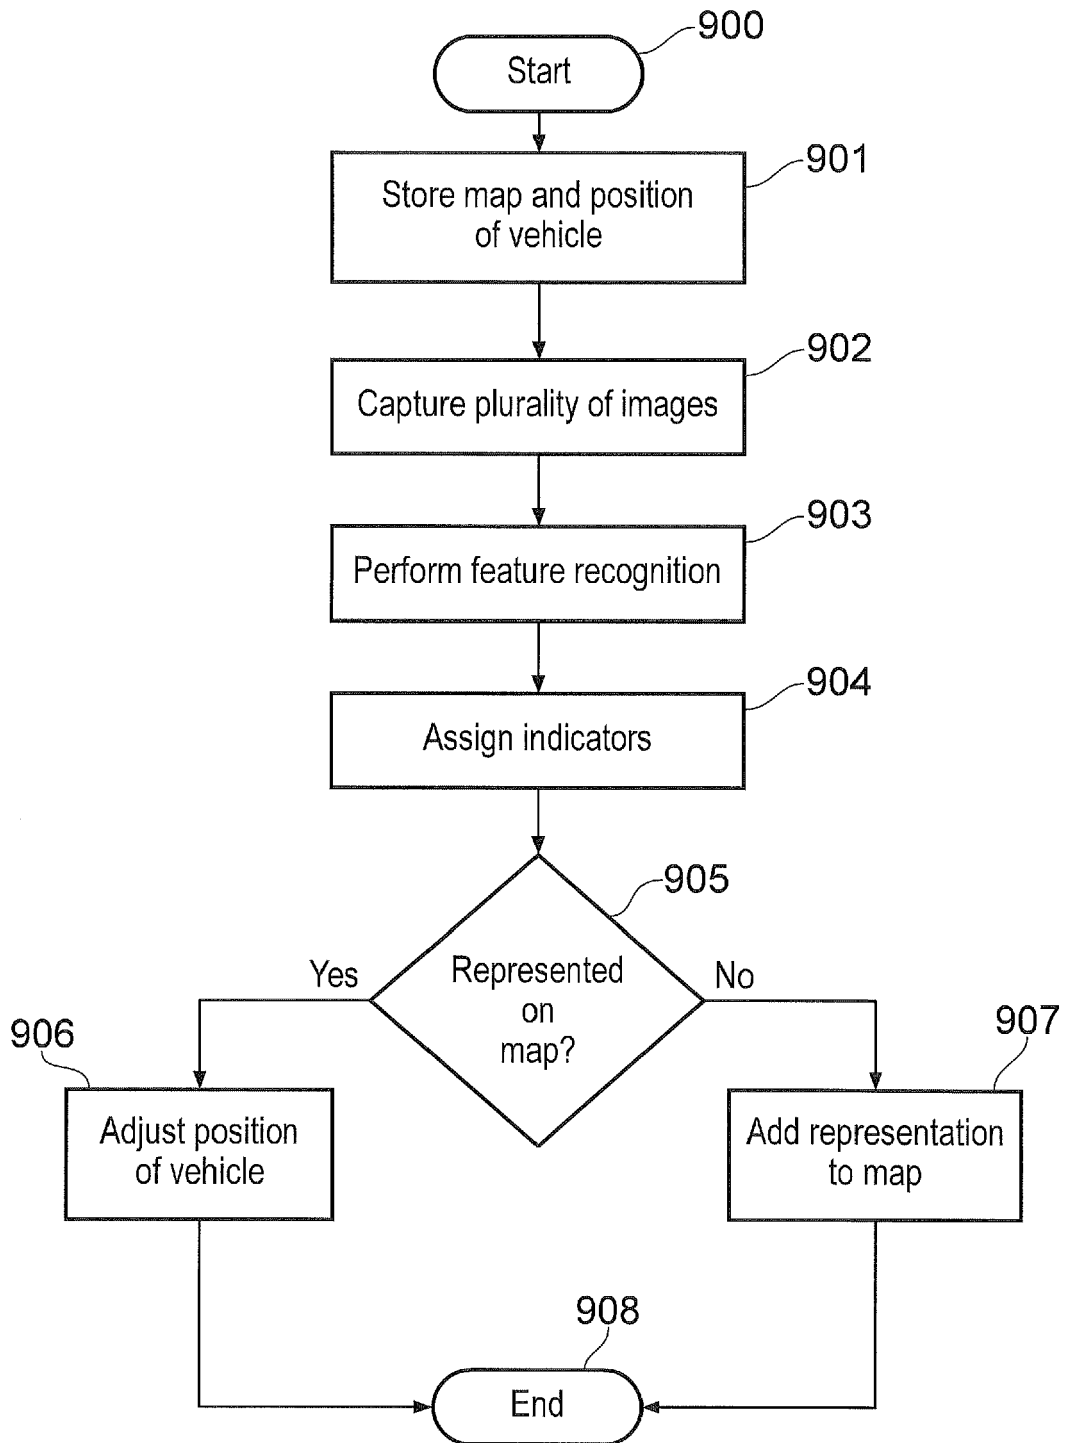 900
Start
901
Store map and position
of vehicle
902
Capture plurality of images
903
Perform feature recognition
904
Assign indicators
905
Represented
on
map?
Yes
No
906
Adjust position
of vehicle
907
Add representation
to map
908
End